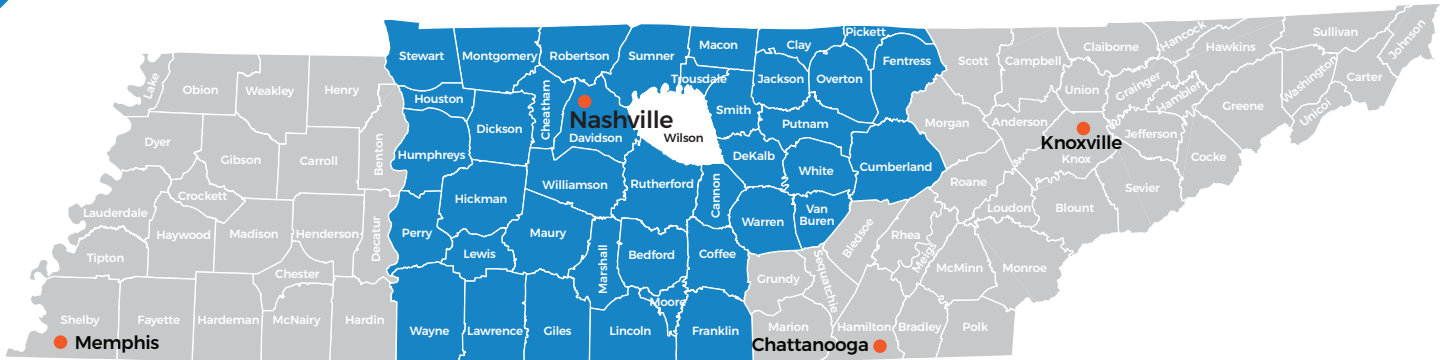 Stewart
Montgomery
Robertson
Sumner
Macon
Clay
Pickett
Fentress
Scott
Campbell
Claiborne
Hancock
Hawkins
Sullivan
Johnson
Lake
Obion
Weakley
Henry
Houston
Cheatham
Trousdale
Jackson
Overton
Union
Grainger
Hamblen
Washington
Carter
Unicoi
Greene
Dyer
Gibson
Carroll
Benton
Humphreys
Dickson
Nashville
Davidson
Wilson
Smith
Putnam
DeKalb
White
Cumberland
Morgan
Anderson
Knoxville
Knox
Jefferson
Cocke
Sevier
Lauderdale
Crockett
Haywood
Madison
Henderson
Decatur
Perry
Hickman
Williamson
Rutherford
Cannon
Warren
Van
Buren
Roane
Loudon
Blount
Tipton
Chester
Lewis
Maury
Marshall
Bedford
Coffee
Grundy
Sequatchie
Bledsoe
Rhea
Meigs
McMinn
Monroe
Shelby
Fayette
Hardeman
McNairy
Hardin
Wayne
Lawrence
Giles
Lincoln
Moore
Franklin
Marion
Hamilton
Bradley
Polk
Memphis
Chattanooga